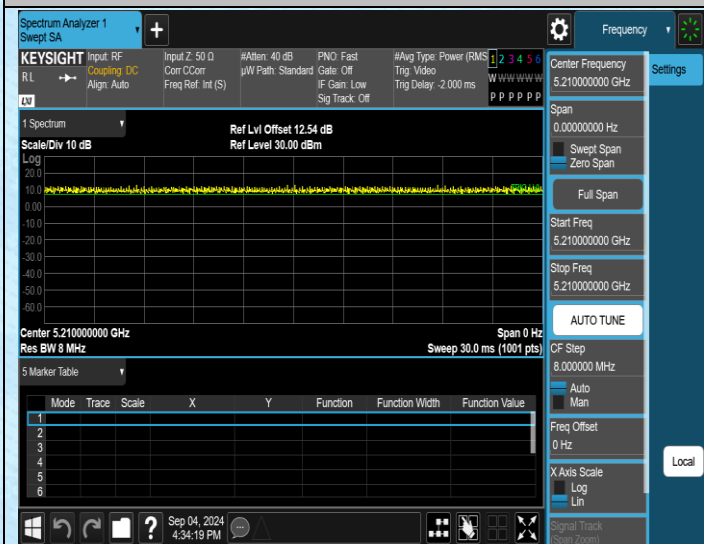 Spectrum Analyzer 1
Swept SA
Frequency
KEYSIGHT
RL
LXI
Input: RF
Coupling: DC
Align: Auto
Input Z: 50 Ω
Corr CCorr
Freq Ref: Int (S)
#Atten: 40 dB
µW Path: Standard
PNO: Fast
Gate: Off
IF Gain: Low
Sig Track: Off
#Avg Type: Power (RMS
Trig: Video
Trig Delay: -2.000 ms
1 2 3 4 5 6
W W W W W W
P P P P P P
Settings
Center Frequency
5.210000000 GHz
Span
0.00000000 Hz
Swept Span
Zero Span
Full Span
Start Freq
5.210000000 GHz
Stop Freq
5.210000000 GHz
AUTO TUNE
CF Step
8.000000 MHz
Auto
Man
Freq Offset
0 Hz
X Axis Scale
Log
Lin
Signal Track
(Span Zoom)
Local
1 Spectrum
Scale/Div 10 dB
Ref Lvl Offset 12.54 dB
Ref Level 30.00 dBm
Log
20.0
10.0
0.00
-10.0
-20.0
-30.0
-40.0
-50.0
-60.0
Center 5.210000000 GHz
Span 0 Hz
Res BW 8 MHz
Sweep 30.0 ms (1001 pts)
5 Marker Table
Mode Trace Scale X Y Function Function Width Function Value
1
2
3
4
5
6
?
Sep 04, 2024
4:34:19 PM